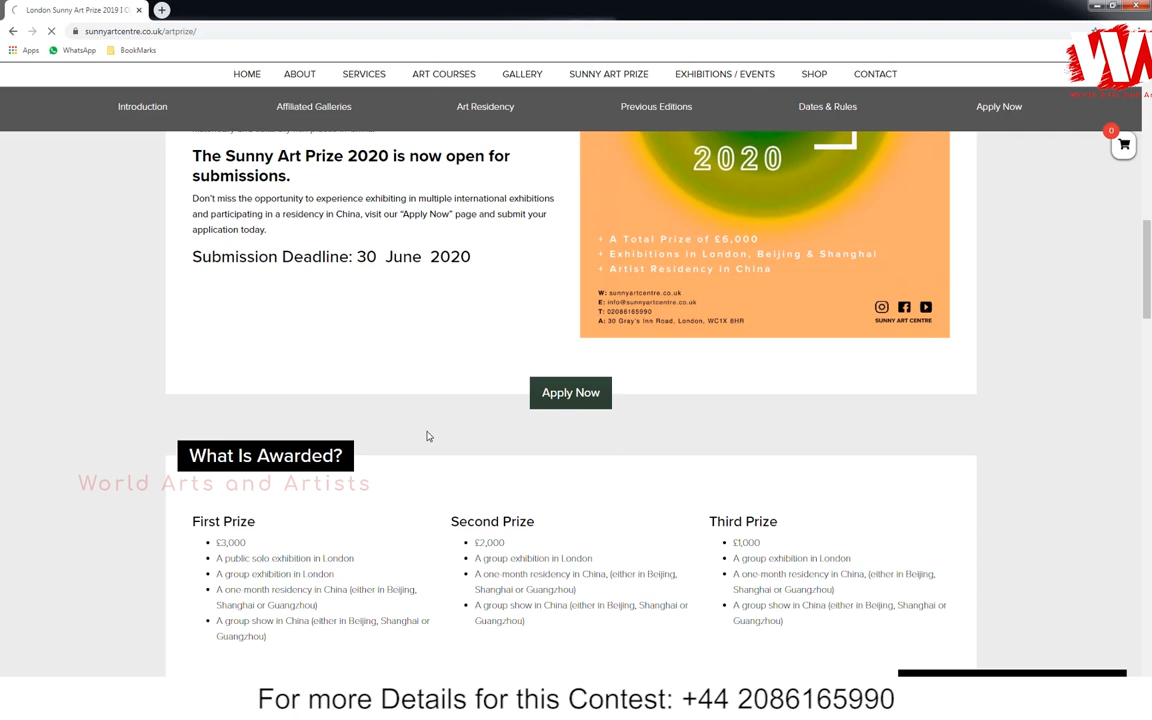 London Sunny Art Prize 2019 I O
sunnyartcentre.co.uk/artprize/
Apps WhatsApp BookMarks
HOME ABOUT SERVICES ART COURSES GALLERY SUNNY ART PRIZE EXHIBITIONS / EVENTS SHOP CONTACT
Introduction Affiliated Galleries Art Residency Previous Editions Dates & Rules Apply Now
0
The Sunny Art Prize 2020 is now open for
submissions.
Don't miss the opportunity to experience exhibiting in multiple international exhibitions
and participating in a residency in China, visit our “Apply Now” page and submit your
application today.
Submission Deadline: 30 June 2020
2020
+ A Total Prize of £6,000
+ Exhibitions in London, Beijing & Shanghai
+ Artist Residency in China
W: sunnyartcentre.co.uk
E: info@sunnyartcentre.co.uk
T: 02086165990
A: 30 Gray's Inn Road, London, WC1X 8HR
SUNNY ART CENTRE
Apply Now
What Is Awarded?
World Arts and Artists
First Prize
£3,000
A public solo exhibition in London
A group exhibition in London
A one-month residency in China (either in Beijing,
Shanghai or Guangzhou)
A group show in China (either in Beijing, Shanghai or
Guangzhou)
Second Prize
£2,000
A group exhibition in London
A one-month residency in China, (either in Beijing,
Shanghai or Guangzhou)
A group show in China (either in Beijing, Shanghai or
Guangzhou)
Third Prize
£1,000
A group exhibition in London
A one-month residency in China, (either in Beijing,
Shanghai or Guangzhou)
A group show in China (either in Beijing, Shanghai or
Guangzhou)
For more Details for this Contest: +44 2086165990